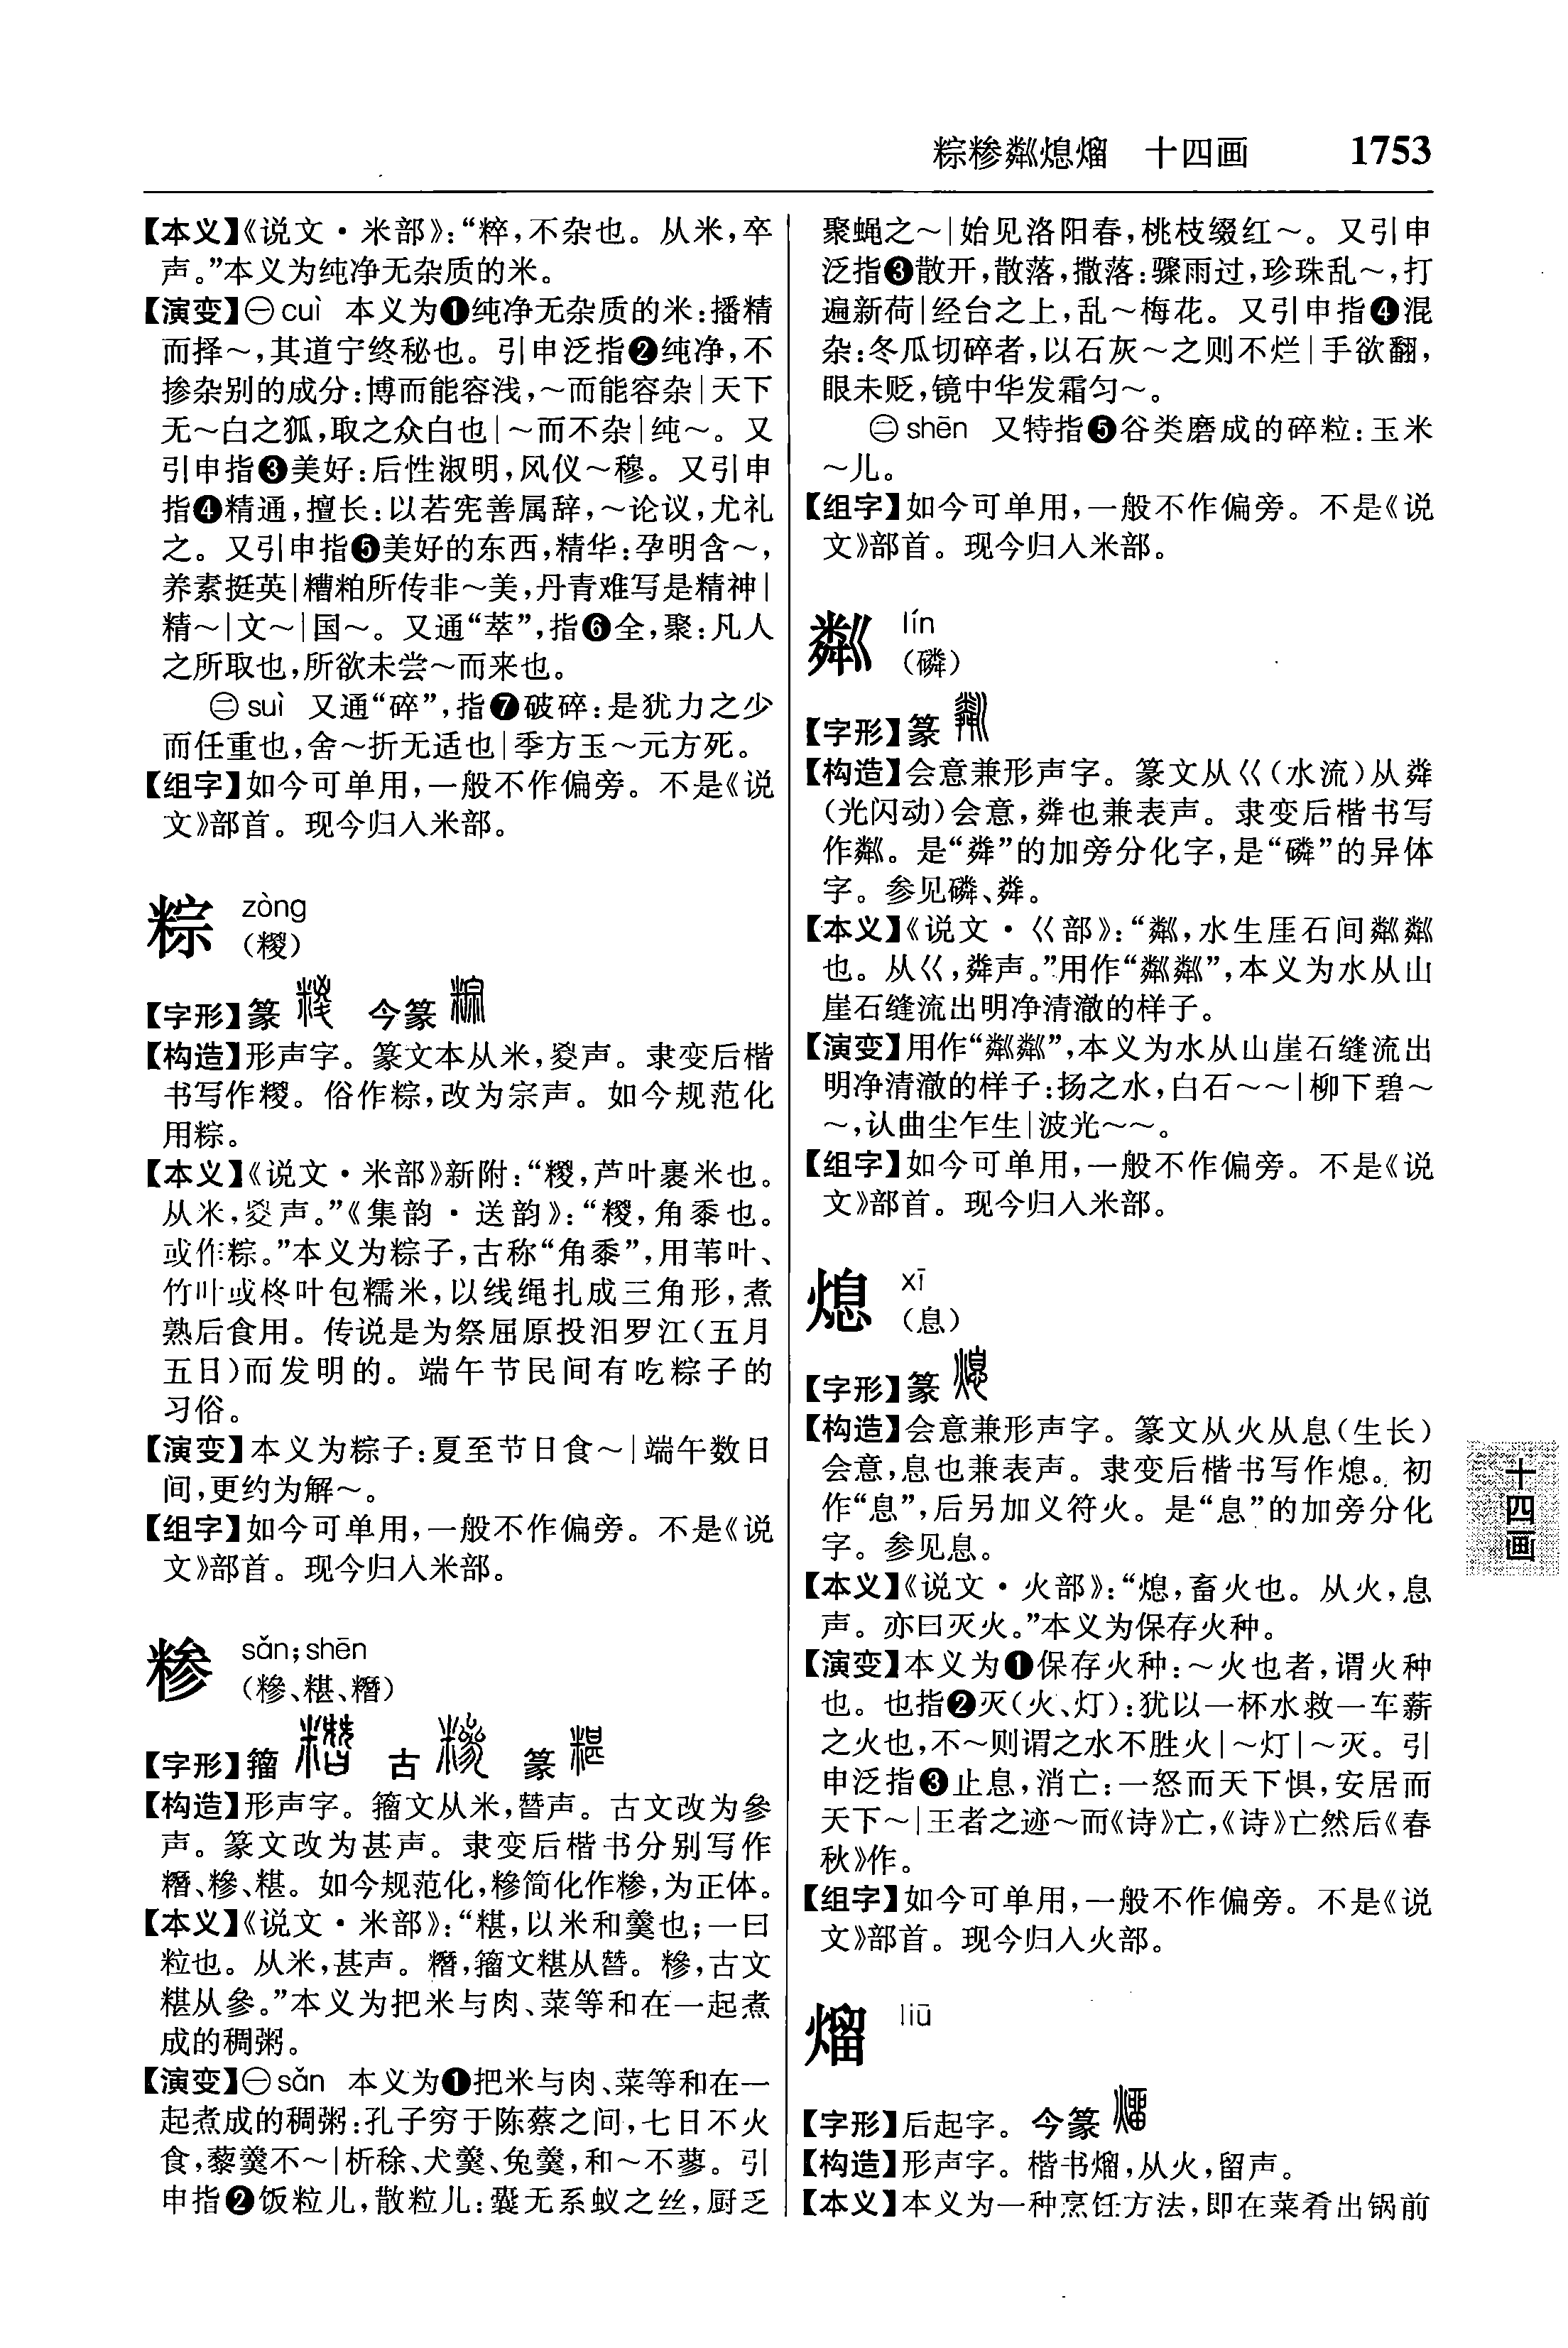 粽糁粼熄熘　十四画　1753
【本义】《说文·米部》：“粹，不杂也。从米，卒
声。”本义为纯净无杂质的米。
【演变】㊀cuì 本义为❶纯净无杂质的米：播精
而择～，其道宁终秘也。引申泛指❷纯净，不
掺杂别的成分：博而能容浅，～而能容杂|天下
无～白之狐，取之众白也|～而不杂|纯～。又
引申指❸美好：后性淑明，风仪～穆。又引申
指❹精通，擅长：以若宪善属辞，～论议，尤礼
之。又引申指❺美好的东西，精华：孕明含～，
养素挺英|糟粕所传非～美，丹青难写是精神|
精～|文～|国～。又通“萃”，指❻全，聚：凡人
之所取也，所欲未尝～而来也。
㊁suì 又通“碎”，指❼破碎：是犹力之少
而任重也，舍～折无适也|季方玉～元方死。
【组字】如今可单用，一般不作偏旁。不是《说
文》部首。现今归入米部。
粽 zòng
（糉）
【字形】篆 今篆
【构造】形声字。篆文本从米，㚇声。隶变后楷
书写作糉。俗作粽，改为宗声。如今规范化
用粽。
【本义】《说文·米部》新附：“糉，芦叶裹米也。
从米，㚇声。”《集韵·送韵》：“糉，角黍也。
或作粽。”本义为粽子，古称“角黍”，用苇叶、
竹叶或柊叶包糯米，以线绳扎成三角形，煮
熟后食用。传说是为祭屈原投汨罗江（五月
五日）而发明的。端午节民间有吃粽子的
习俗。
【演变】本义为粽子：夏至节日食～|端午数日
间，更约为解～。
【组字】如今可单用，一般不作偏旁。不是《说
文》部首。现今归入米部。
糁 sǎn；shēn
（糝、糂、糣）
【字形】籀 古 篆
【构造】形声字。籀文从米，朁声。古文改为参
声。篆文改为甚声。隶变后楷书分别写作
糣、糝、糂。如今规范化，糝简化作糁，为正体。
【本义】《说文·米部》：“糂，以米和羹也；一曰
粒也。从米，甚声。糣，籀文糂从朁。糝，古文
糂从参。”本义为把米与肉、菜等和在一起煮
成的稠粥。
【演变】㊀sǎn 本义为❶把米与肉、菜等和在一
起煮成的稠粥：孔子穷于陈蔡之间，七日不火
食，藜羹不～|析稌、犬羹、兔羹，和～不蓼。引
申指❷饭粒儿，散粒儿：囊无系蚁之丝，厨乏
聚蝇之～|始见洛阳春，桃枝缀红～。又引申
泛指❸散开，散落，撒落：骤雨过，珍珠乱～，打
遍新荷|经台之上，乱～梅花。又引申指❹混
杂：冬瓜切碎者，以石灰～之则不烂|手欲翻，
眼未贬，镜中华发霜匀～。
㊁shēn 又特指❺谷类磨成的碎粒：玉米
～儿。
【组字】如今可单用，一般不作偏旁。不是《说
文》部首。现今归入米部。
粼 lín
（磷）
【字形】篆
【构造】会意兼形声字。篆文从巜（水流）从粦
（光闪动）会意，粦也兼表声。隶变后楷书写
作粼。是“粦”的加旁分化字，是“磷”的异体
字。参见磷、粦。
【本义】《说文·巜部》：“粼，水生厓石间粼粼
也。从巜，粦声。”用作“粼粼”，本义为水从山
崖石缝流出明净清澈的样子。
【演变】用作“粼粼”，本义为水从山崖石缝流出
明净清澈的样子：扬之水，白石～～|柳下碧～
～，认曲尘乍生|波光～～。
【组字】如今可单用，一般不作偏旁。不是《说
文》部首。现今归入米部。
熄 xī
（息）
【字形】篆
【构造】会意兼形声字。篆文从火从息（生长）
会意，息也兼表声。隶变后楷书写作熄。初
作“息”，后另加义符火。是“息”的加旁分化
字。参见息。
【本义】《说文·火部》：“熄，畜火也。从火，息
声。亦曰灭火。”本义为保存火种。
【演变】本义为❶保存火种：～火也者，谓火种
也。也指❷灭（火、灯）：犹以一杯水救一车薪
之火也，不～则谓之水不胜火|～灯|～灭。引
申泛指❸止息，消亡：一怒而天下惧，安居而
天下～|王者之迹～而《诗》亡，《诗》亡然后《春
秋》作。
【组字】如今可单用，一般不作偏旁。不是《说
文》部首。现今归入火部。
熘 liū
【字形】后起字。今篆
【构造】形声字。楷书熘，从火，留声。
【本义】本义为一种烹饪方法，即在菜肴出锅前
十四画